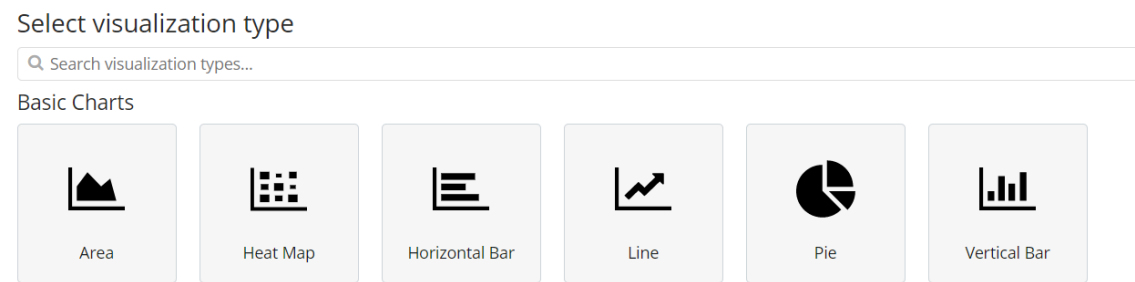 Select visualization type
Search visualization types...
Basic Charts
Area
Heat Map
Horizontal Bar
Line
Pie
Vertical Bar